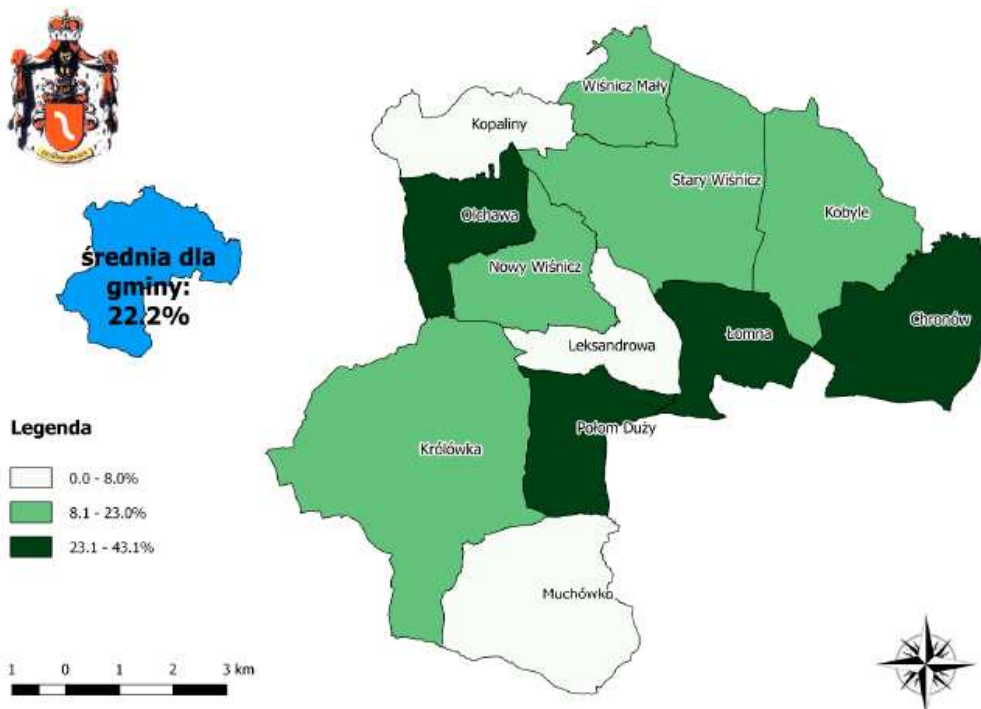 Wiśnicz Mały
Kopaliny
Stary Wiśnicz
Olchawa
Kobyle
średnia dla
gminy:
22.2%
Nowy Wiśnicz
Chronów
Łomna
Leksandrowa
Połom Duży
Królówka
Muchówka
Legenda
0.0 - 8.0%
8.1 - 23.0%
23.1 - 43.1%
1 0 1 2 3 km